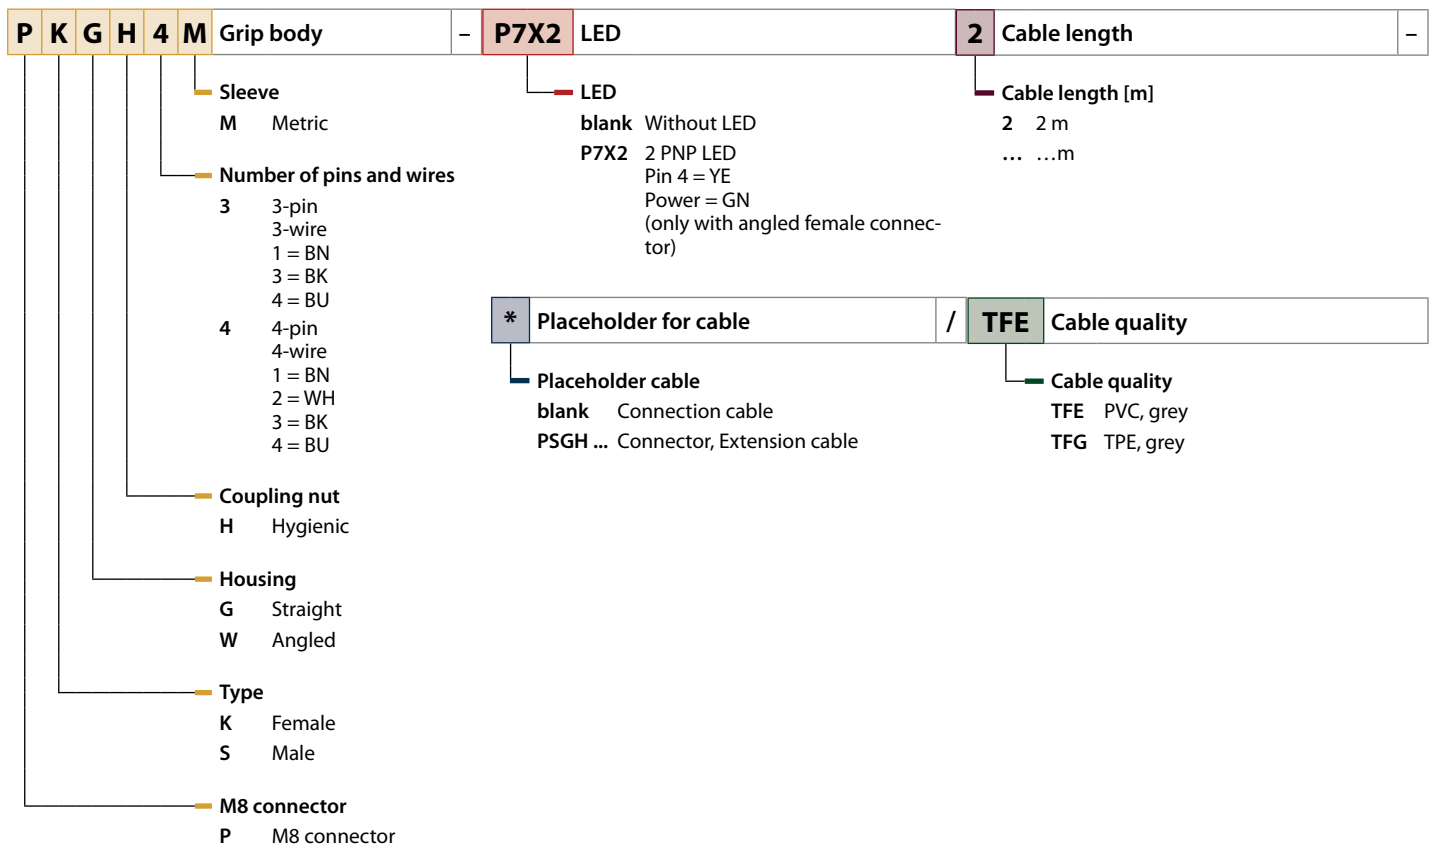 P K G H 4 M Grip body – P7X2 LED 2 Cable length –
Sleeve
M Metric
Number of pins and wires
3 3-pin
3-wire
1 = BN
3 = BK
4 = BU
4 4-pin
4-wire
1 = BN
2 = WH
3 = BK
4 = BU
Coupling nut
H Hygienic
Housing
G Straight
W Angled
Type
K Female
S Male
M8 connector
P M8 connector
LED
blank Without LED
P7X2 2 PNP LED
Pin 4 = YE
Power = GN
(only with angled female connec-
tor)
Cable length [m]
2 2 m
... …m
* Placeholder for cable / TFE Cable quality
Placeholder cable
blank Connection cable
PSGH ... Connector, Extension cable
Cable quality
TFE PVC, grey
TFG TPE, grey